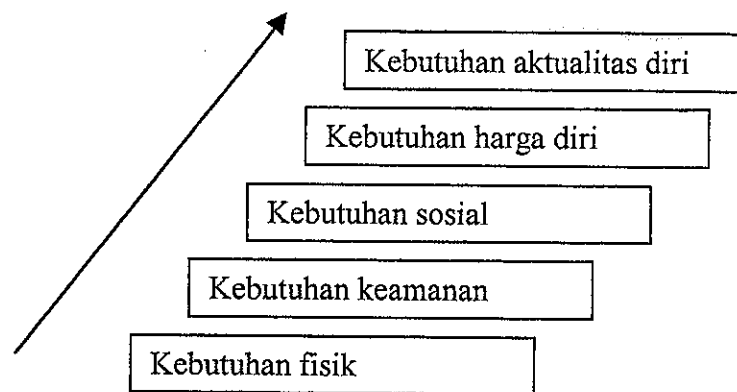 Kebutuhan aktualitas diri
Kebutuhan harga diri
Kebutuhan sosial
Kebutuhan keamanan
Kebutuhan fisik